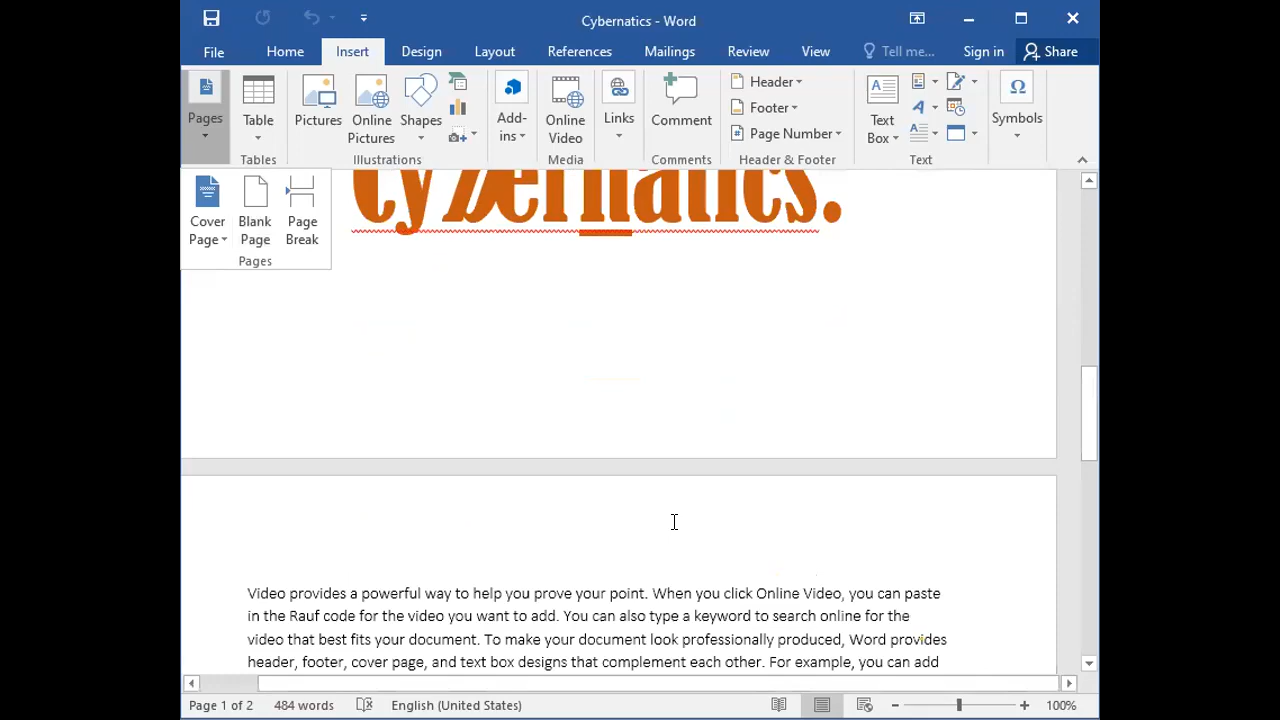 Cybernatics - Word
File Home Insert Design Layout References Mailings Review View Tell me... Sign in Share
Pages
Table
Pictures
Online Pictures
Shapes
Add-ins
Online Video
Links
Comment
Header
Footer
Page Number
Text Box
Symbols
Tables Illustrations Media Comments Header & Footer Text
Cover Page
Blank Page
Page Break
Pages
Cybernatics.
Video provides a powerful way to help you prove your point. When you click Online Video, you can paste
in the Rauf code for the video you want to add. You can also type a keyword to search online for the
video that best fits your document. To make your document look professionally produced, Word provides
header, footer, cover page, and text box designs that complement each other. For example, you can add
Page 1 of 2 484 words English (United States) 100%